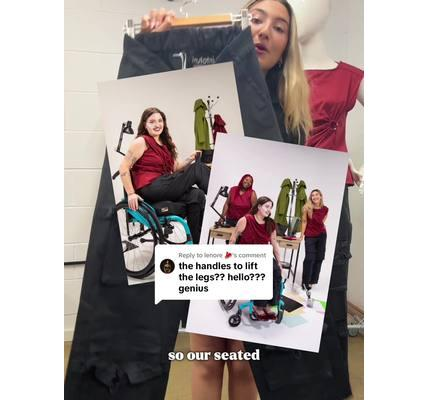 Reply to lenore 🌶️'s comment
the handles to lift
the legs?? hello???
genius
so our seated